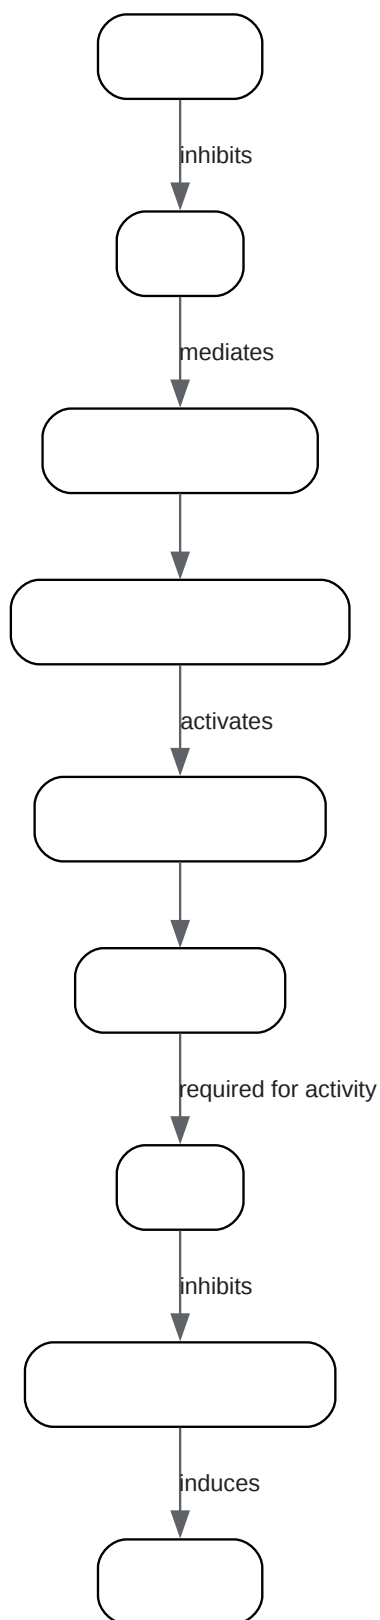 inhibits
mediates
activates
required for activity
inhibits
induces